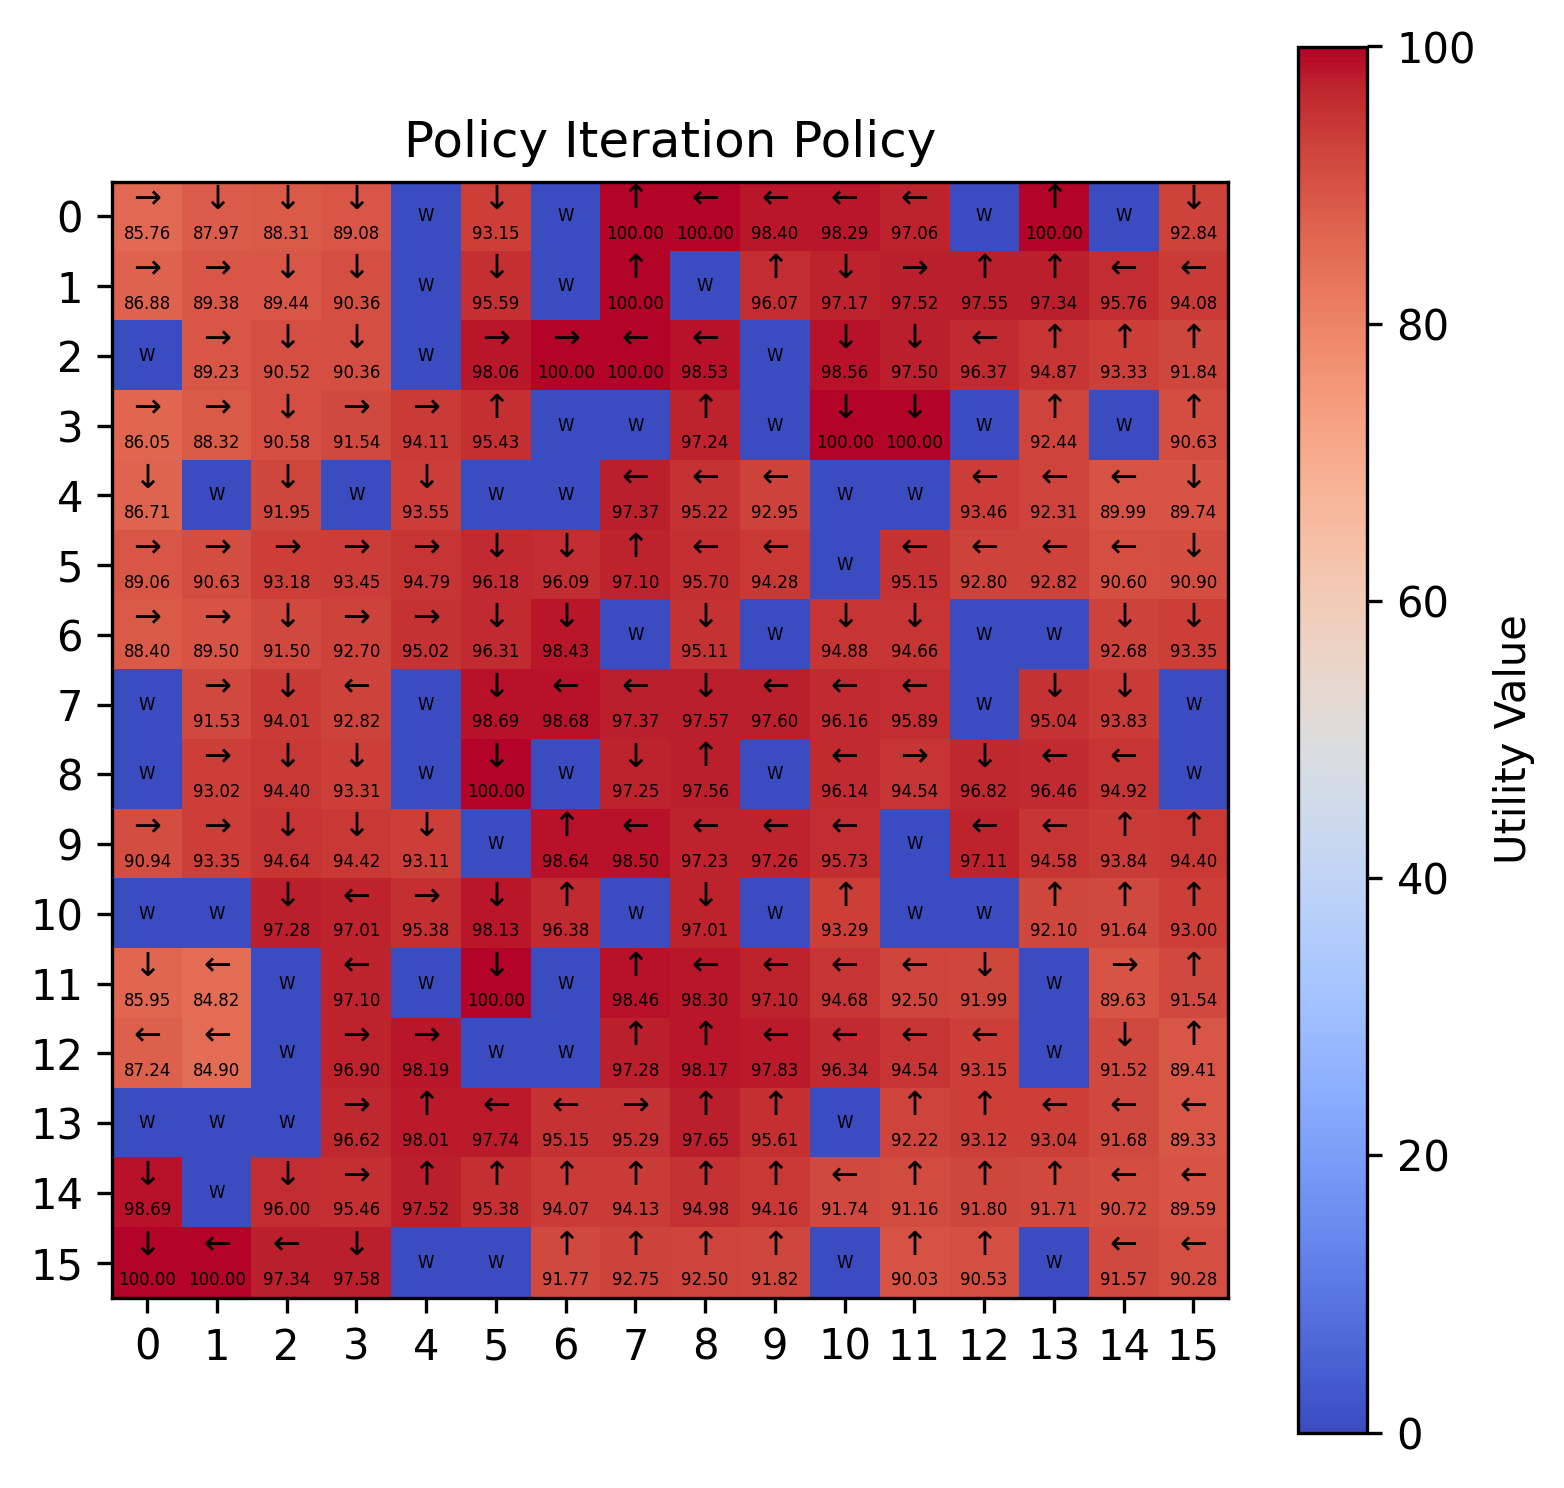 Policy Iteration Policy
0 → ↓ ↓ ↓ W ↓ W ↑ ← ← ← ← W ↑ W ↓
85.76 87.97 88.31 89.08 93.15 100.00 100.00 98.40 98.29 97.06 100.00 92.84
1 → → ↓ ↓ W ↓ W ↑ W ↑ ↓ → ↑ ↑ ← ←
86.88 89.38 89.44 90.36 95.59 100.00 96.07 97.17 97.52 97.55 97.34 95.76 94.08
2 W → ↓ ↓ W → → ← ← W ↓ ↓ ← ↑ ↑ ↑
89.23 90.52 90.36 98.06 100.00 100.00 98.53 98.56 97.50 96.37 94.87 93.33 91.84
3 → → ↓ → → ↑ W W ↑ W ↓ ↓ W ↑ W ↑
86.05 88.32 90.58 91.54 94.11 95.43 97.24 100.00 100.00 92.44 90.63
4 ↓ W ↓ W ↓ W W ← ← ← W W ← ← ← ↓
86.71 91.95 93.55 97.37 95.22 92.95 93.46 92.31 89.99 89.74
5 → → → → → ↓ ↓ ↑ ← ← W ← ← ← ← ↓
89.06 90.63 93.18 93.45 94.79 96.18 96.09 97.10 95.70 94.28 95.15 92.80 92.82 90.60 90.90
6 → → ↓ → → ↓ ↓ W ↓ W ↓ ↓ W W ↓ ↓
88.40 89.50 91.50 92.70 95.02 96.31 98.43 95.11 94.88 94.66 92.68 93.35
7 W → ↓ ← W ↓ ← ← ↓ ← ← ← W ↓ ↓ W
91.53 94.01 92.82 98.69 98.68 97.37 97.57 97.60 96.16 95.89 95.04 93.83
8 W → ↓ ↓ W ↓ W ↓ ↑ W ← → ↓ ← ← W
93.02 94.40 93.31 100.00 97.25 97.56 96.14 94.54 96.82 96.46 94.92
9 → → ↓ ↓ ↓ W ↑ ← ← ← ← W ← ← ↑ ↑
90.94 93.35 94.64 94.42 93.11 98.64 98.50 97.23 97.26 95.73 97.11 94.58 93.84 94.40
10 W W ↓ ← → ↓ ↑ W ↓ W ↑ W W ↑ ↑ ↑
97.28 97.01 95.38 98.13 96.38 97.01 93.29 92.10 91.64 93.00
11 ↓ ← W ← W ↓ W ↑ ← ← ← ← ↓ W → ↑
85.95 84.82 97.10 100.00 98.46 98.30 97.10 94.68 92.50 91.99 89.63 91.54
12 ← ← W → → W W ↑ ↑ ← ← ← ← W ↓ ↑
87.24 84.90 96.90 98.19 97.28 98.17 97.83 96.34 94.54 93.15 91.52 89.41
13 W W W → ↑ ← ← → ↑ ↑ W ↑ ↑ ← ← ←
96.62 98.01 97.74 95.15 95.29 97.65 95.61 92.22 93.12 93.04 91.68 89.33
14 ↓ W ↓ → ↑ ↑ ↑ ↑ ↑ ↑ ← ↑ ↑ ↑ ← ←
98.69 96.00 95.46 97.52 95.38 94.07 94.13 94.98 94.16 91.74 91.16 91.80 91.71 90.72 89.59
15 ↓ ← ← ↓ W W ↑ ↑ ↑ ↑ W ↑ ↑ W ← ←
100.00 100.00 97.34 97.58 91.77 92.75 92.50 91.82 90.03 90.53 91.57 90.28
0 1 2 3 4 5 6 7 8 9 10 11 12 13 14 15
100
80
60
40
20
0
Utility Value